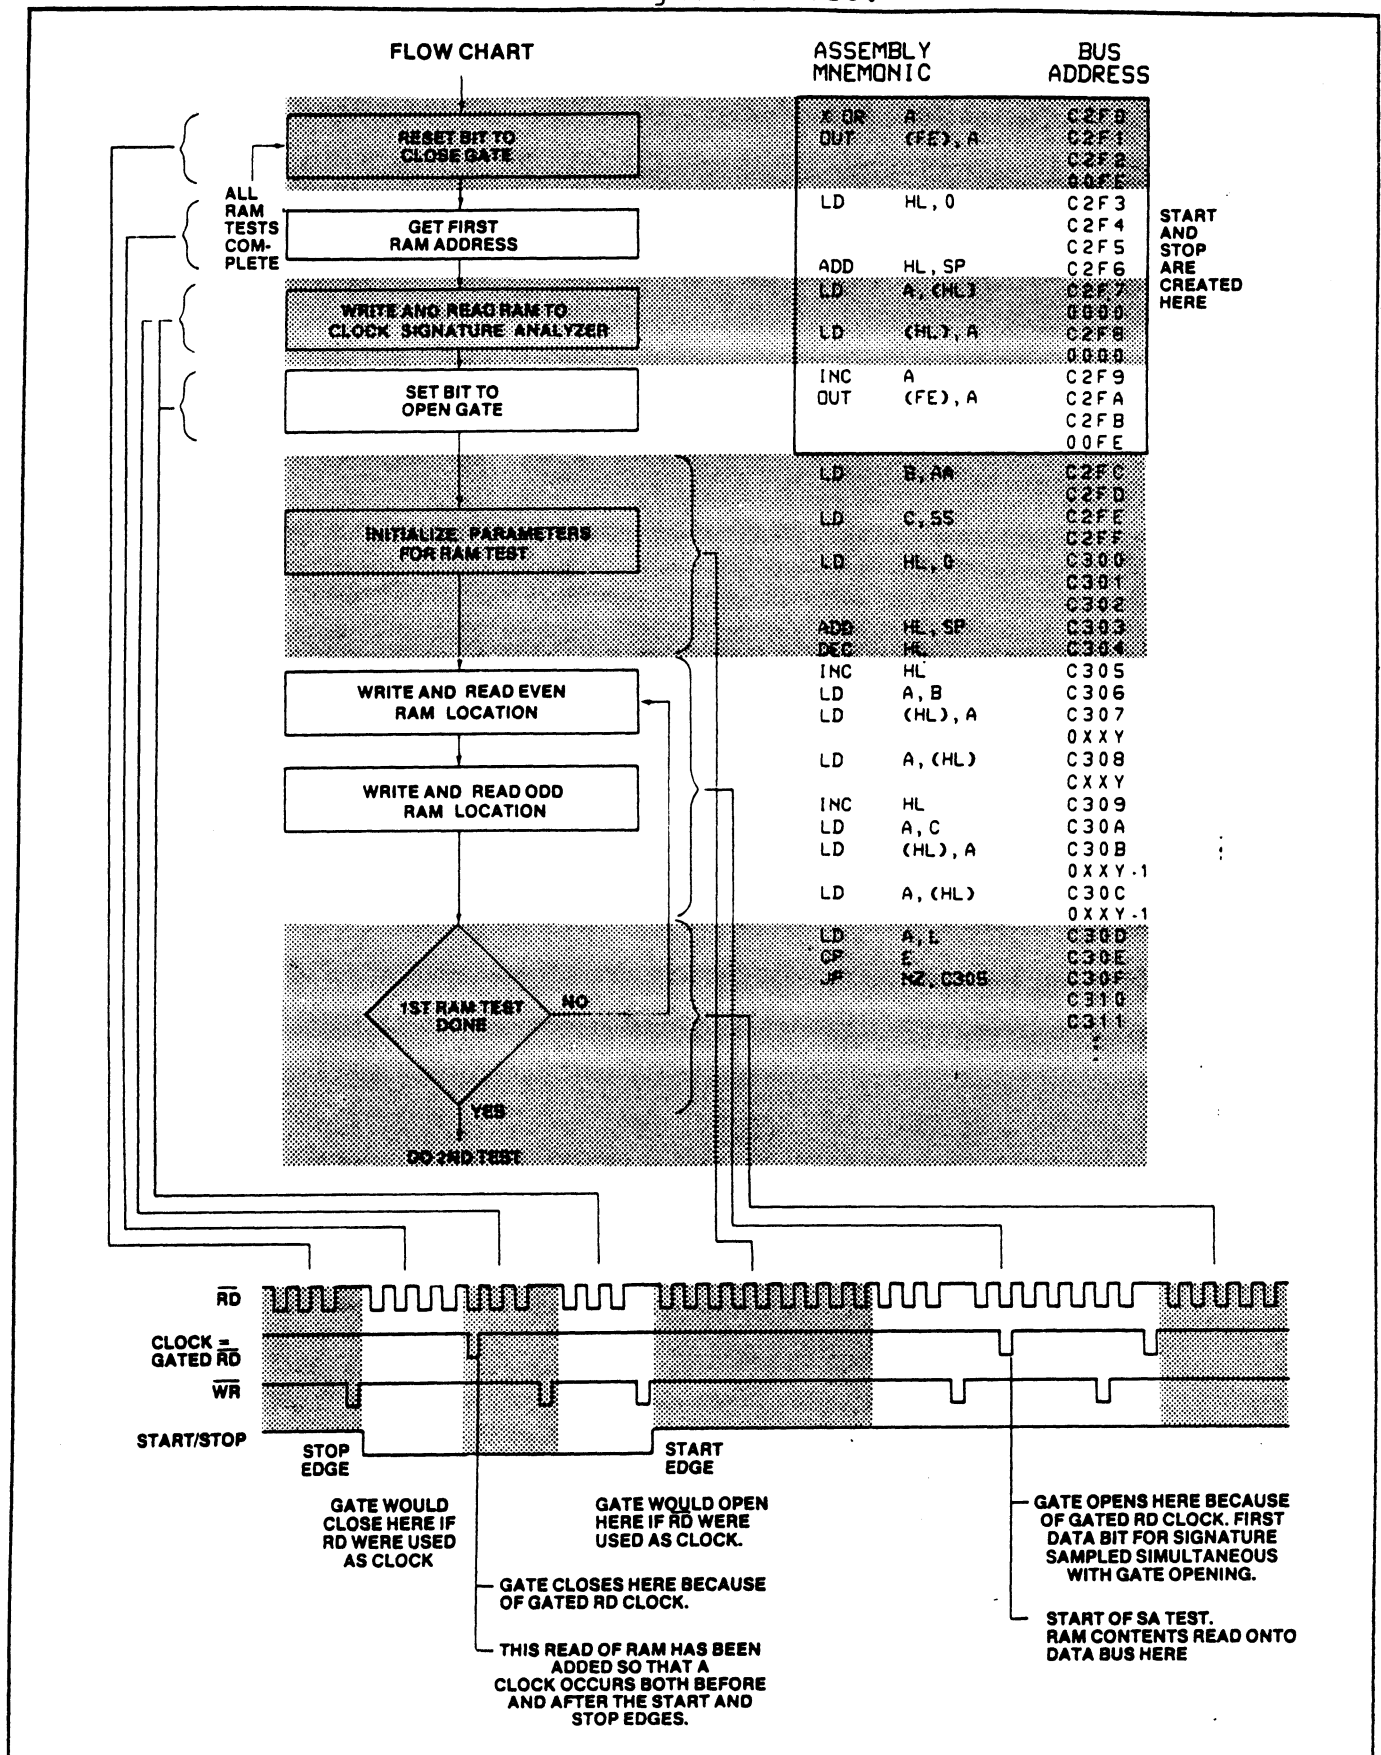 FLOW CHART
ASSEMBLY MNEMONIC
BUS ADDRESS
RESET BIT TO
CLOSE GATE
ALL
RAM
TESTS
COM-
PLETE
GET FIRST
RAM ADDRESS
WRITE AND READ RAM TO
CLOCK SIGNATURE ANALYZER
SET BIT TO
OPEN GATE
INITIALIZE PARAMETERS
FOR RAM TEST
WRITE AND READ EVEN
RAM LOCATION
WRITE AND READ ODD
RAM LOCATION
1ST RAM TEST
DONE
NO
YES
DO 2ND TEST
X OR A C2F0
OUT (FE), A C2F1
C2F2
00FE
LD HL, 0 C2F3
C2F4
C2F5
ADD HL, SP C2F6
LD A, (HL) C2F7
0000
LD (HL), A C2F8
0000
INC A C2F9
OUT (FE), A C2FA
C2FB
00FE
START
AND
STOP
ARE
CREATED
HERE
LD B, AA C2FC
C2FD
LD C, 55 C2FE
C2FF
LD HL, 0 C300
C301
C302
ADD HL, SP C303
DEC HL C304
INC HL C305
LD A, B C306
LD (HL), A C307
0XXY
LD A, (HL) C308
CXXY
INC HL C309
LD A, C C30A
LD (HL), A C30B
0XXY.1
LD A, (HL) C30C
0XXY.1
LD A, L C30D
CP E C30E
JP NZ, C305 C30F
C310
C311
RD
CLOCK =
GATED RD
WR
START/STOP
STOP
EDGE
START
EDGE
GATE WOULD
CLOSE HERE IF
RD WERE USED
AS CLOCK
GATE WOULD OPEN
HERE IF RD WERE
USED AS CLOCK.
GATE CLOSES HERE BECAUSE
OF GATED RD CLOCK.
THIS READ OF RAM HAS BEEN
ADDED SO THAT A
CLOCK OCCURS BOTH BEFORE
AND AFTER THE START AND
STOP EDGES.
GATE OPENS HERE BECAUSE
OF GATED RD CLOCK. FIRST
DATA BIT FOR SIGNATURE
SAMPLED SIMULTANEOUS
WITH GATE OPENING.
START OF SA TEST.
RAM CONTENTS READ ONTO
DATA BUS HERE